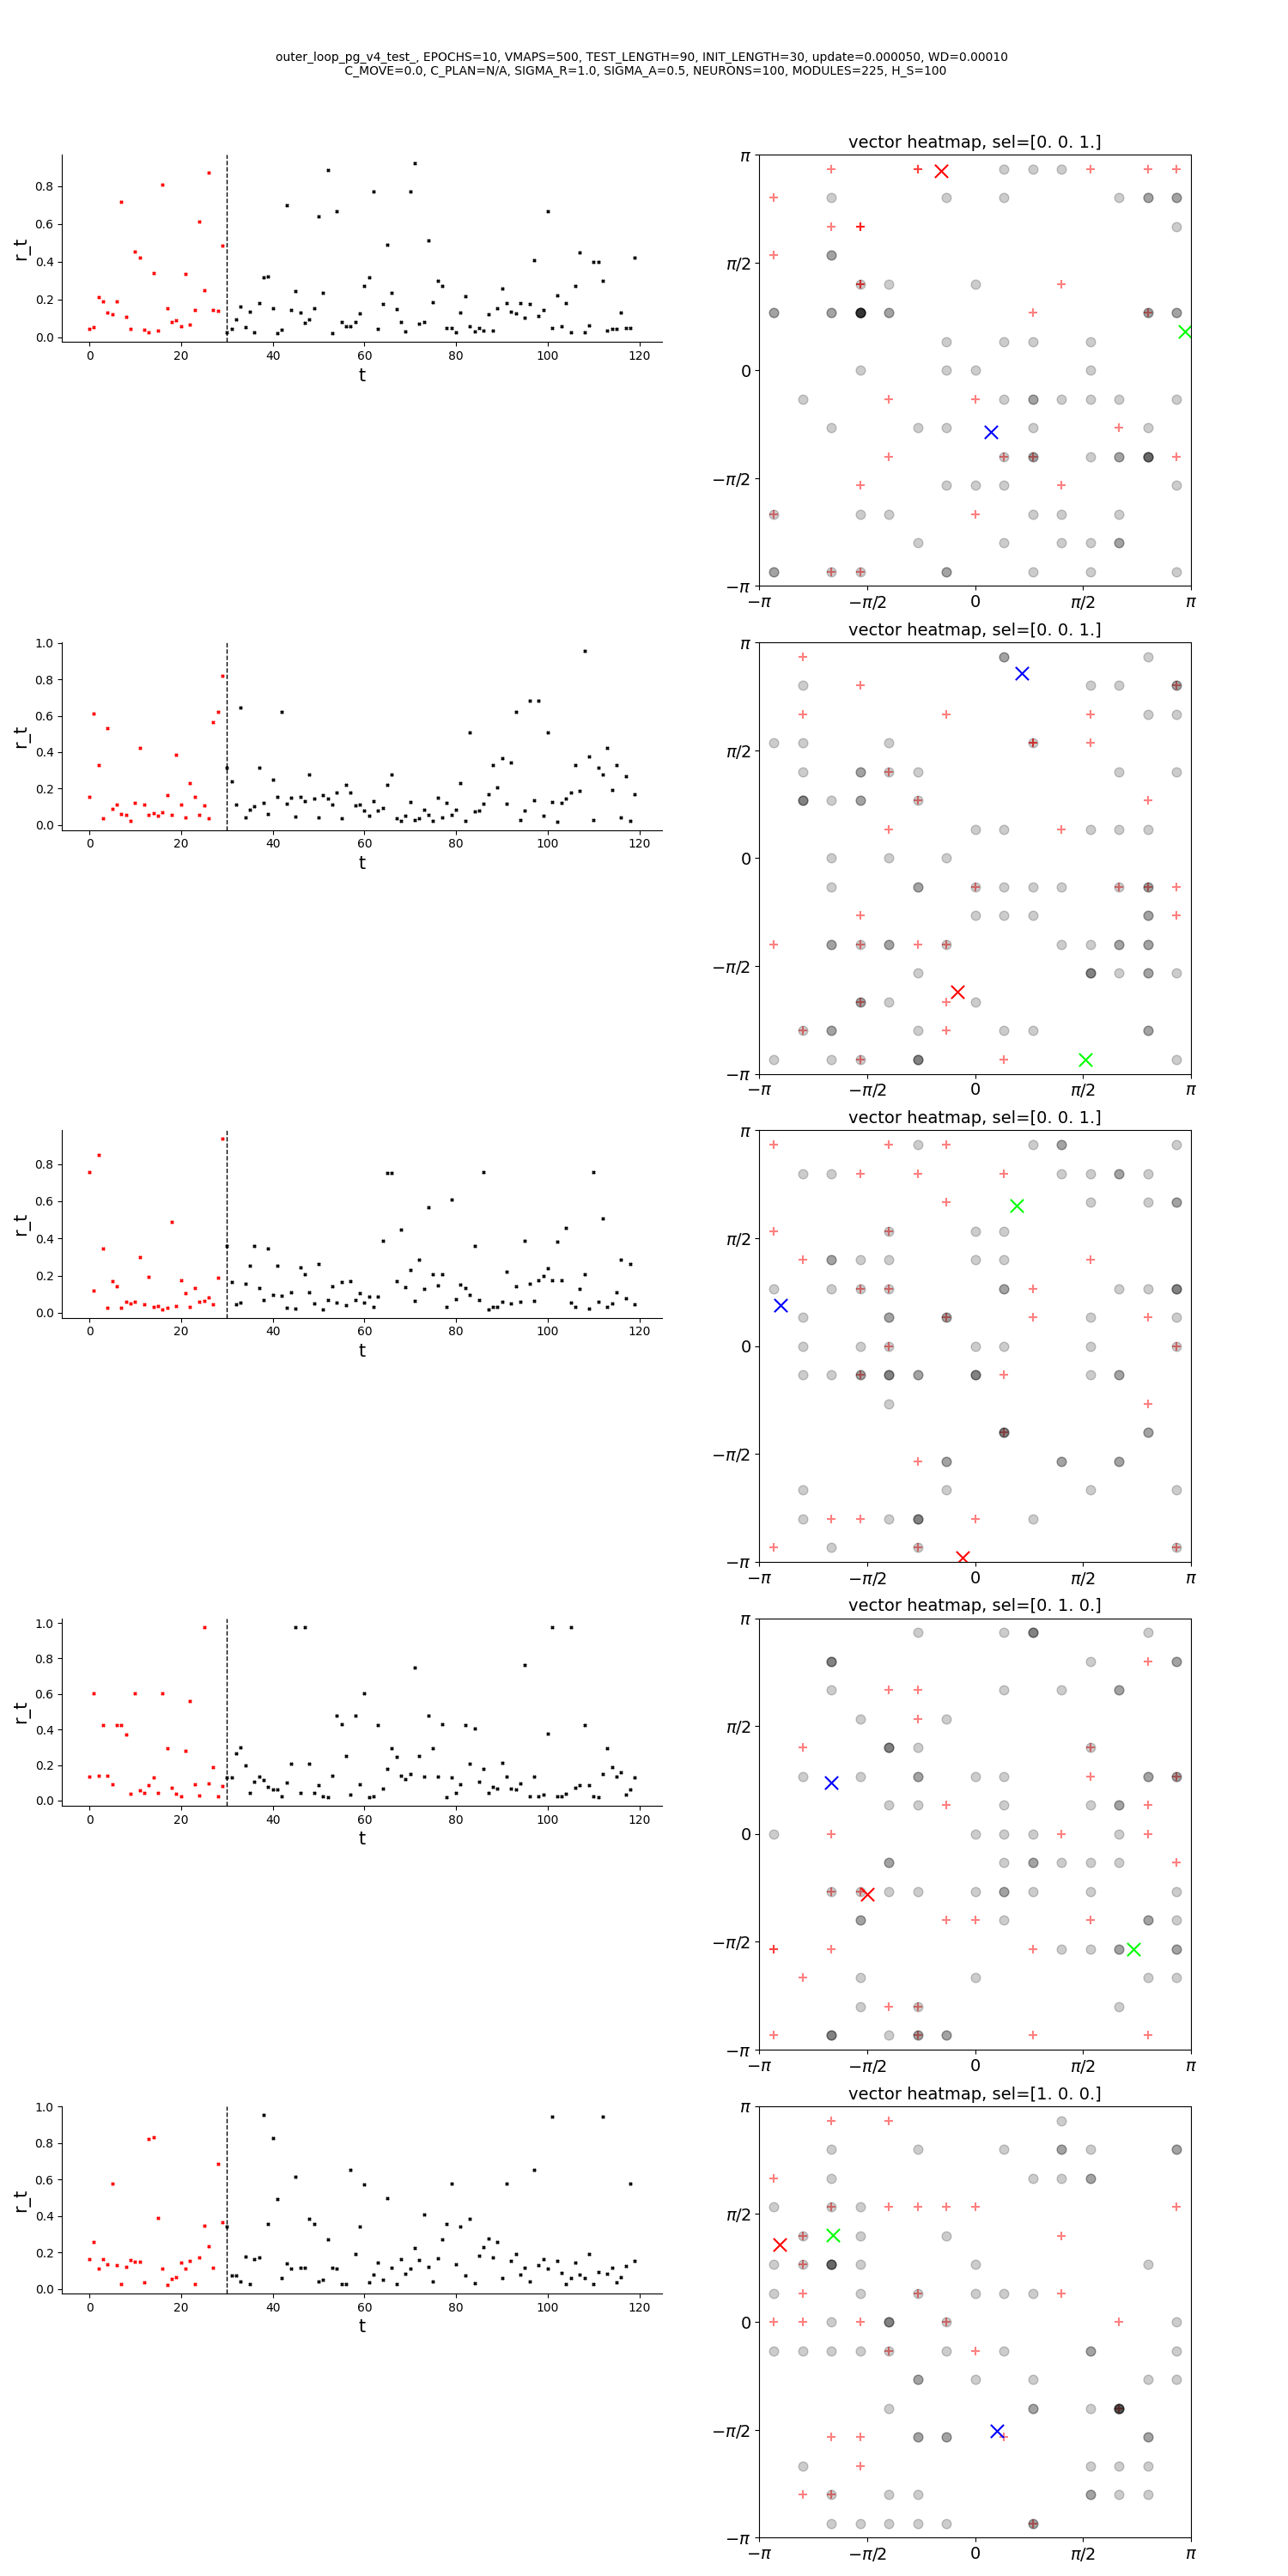 outer_loop_pg_v4_test_, EPOCHS=10, VMAPS=500, TEST_LENGTH=90, INIT_LENGTH=30, update=0.000050, WD=0.00010
C_MOVE=0.0, C_PLAN=N/A, SIGMA_R=1.0, SIGMA_A=0.5, NEURONS=100, MODULES=225, H_S=100
r_t
0.8
0.6
0.4
0.2
0.0
0 20 40 60 80 100 120
t
vector heatmap, sel=[0. 0. 1.]
π
π/2
0
−π/2
−π
−π −π/2 0 π/2 π
r_t
1.0
0.8
0.6
0.4
0.2
0.0
0 20 40 60 80 100 120
t
vector heatmap, sel=[0. 0. 1.]
π
π/2
0
−π/2
−π
−π −π/2 0 π/2 π
r_t
0.8
0.6
0.4
0.2
0.0
0 20 40 60 80 100 120
t
vector heatmap, sel=[0. 0. 1.]
π
π/2
0
−π/2
−π
−π −π/2 0 π/2 π
r_t
1.0
0.8
0.6
0.4
0.2
0.0
0 20 40 60 80 100 120
t
vector heatmap, sel=[0. 1. 0.]
π
π/2
0
−π/2
−π
−π −π/2 0 π/2 π
r_t
1.0
0.8
0.6
0.4
0.2
0.0
0 20 40 60 80 100 120
t
vector heatmap, sel=[1. 0. 0.]
π
π/2
0
−π/2
−π
−π −π/2 0 π/2 π